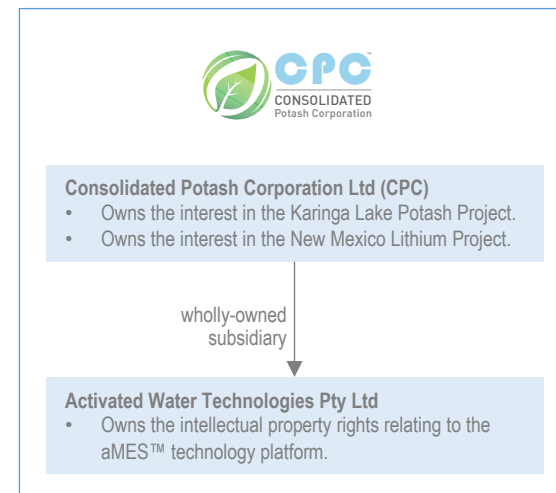 CPC™
CONSOLIDATED
Potash Corporation
Consolidated Potash Corporation Ltd (CPC)
• Owns the interest in the Karinga Lake Potash Project.
• Owns the interest in the New Mexico Lithium Project.
wholly-owned
subsidiary
Activated Water Technologies Pty Ltd
• Owns the intellectual property rights relating to the
aMES™ technology platform.